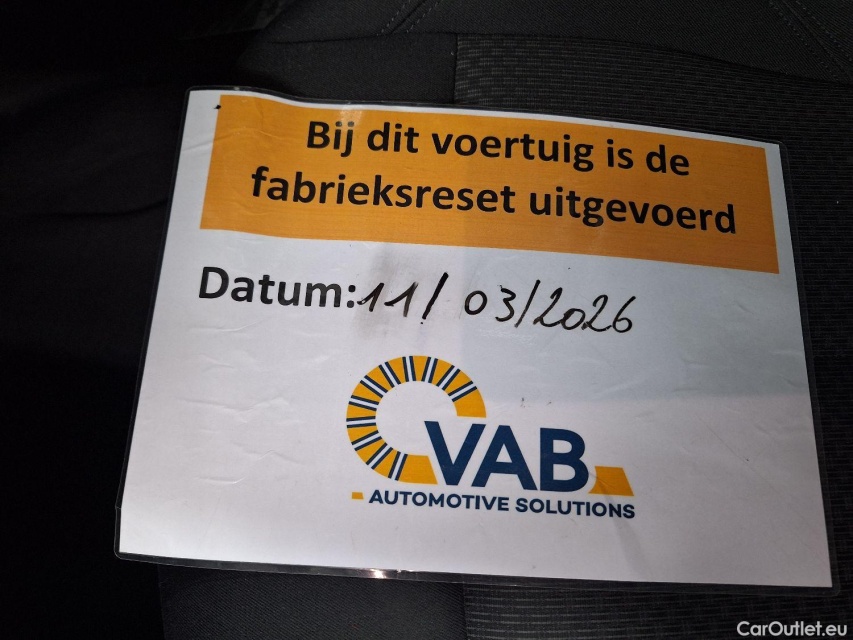 Bij dit voertuig is de
fabrieksreset uitgevoerd
Datum: 11/03/2026
VAB
AUTOMOTIVE SOLUTIONS
CarOutlet.eu